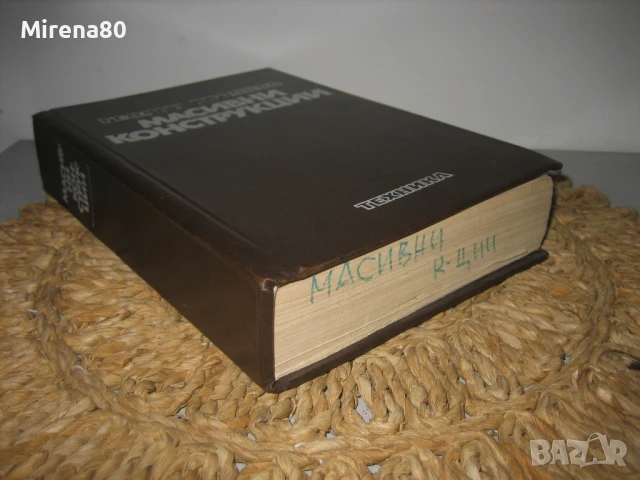 Mirena80
МАСИВНИ
КОНСТРУКЦИИ
ТЕХНИКА
МАСИВНИ
К-ЦИИ
BAZAR